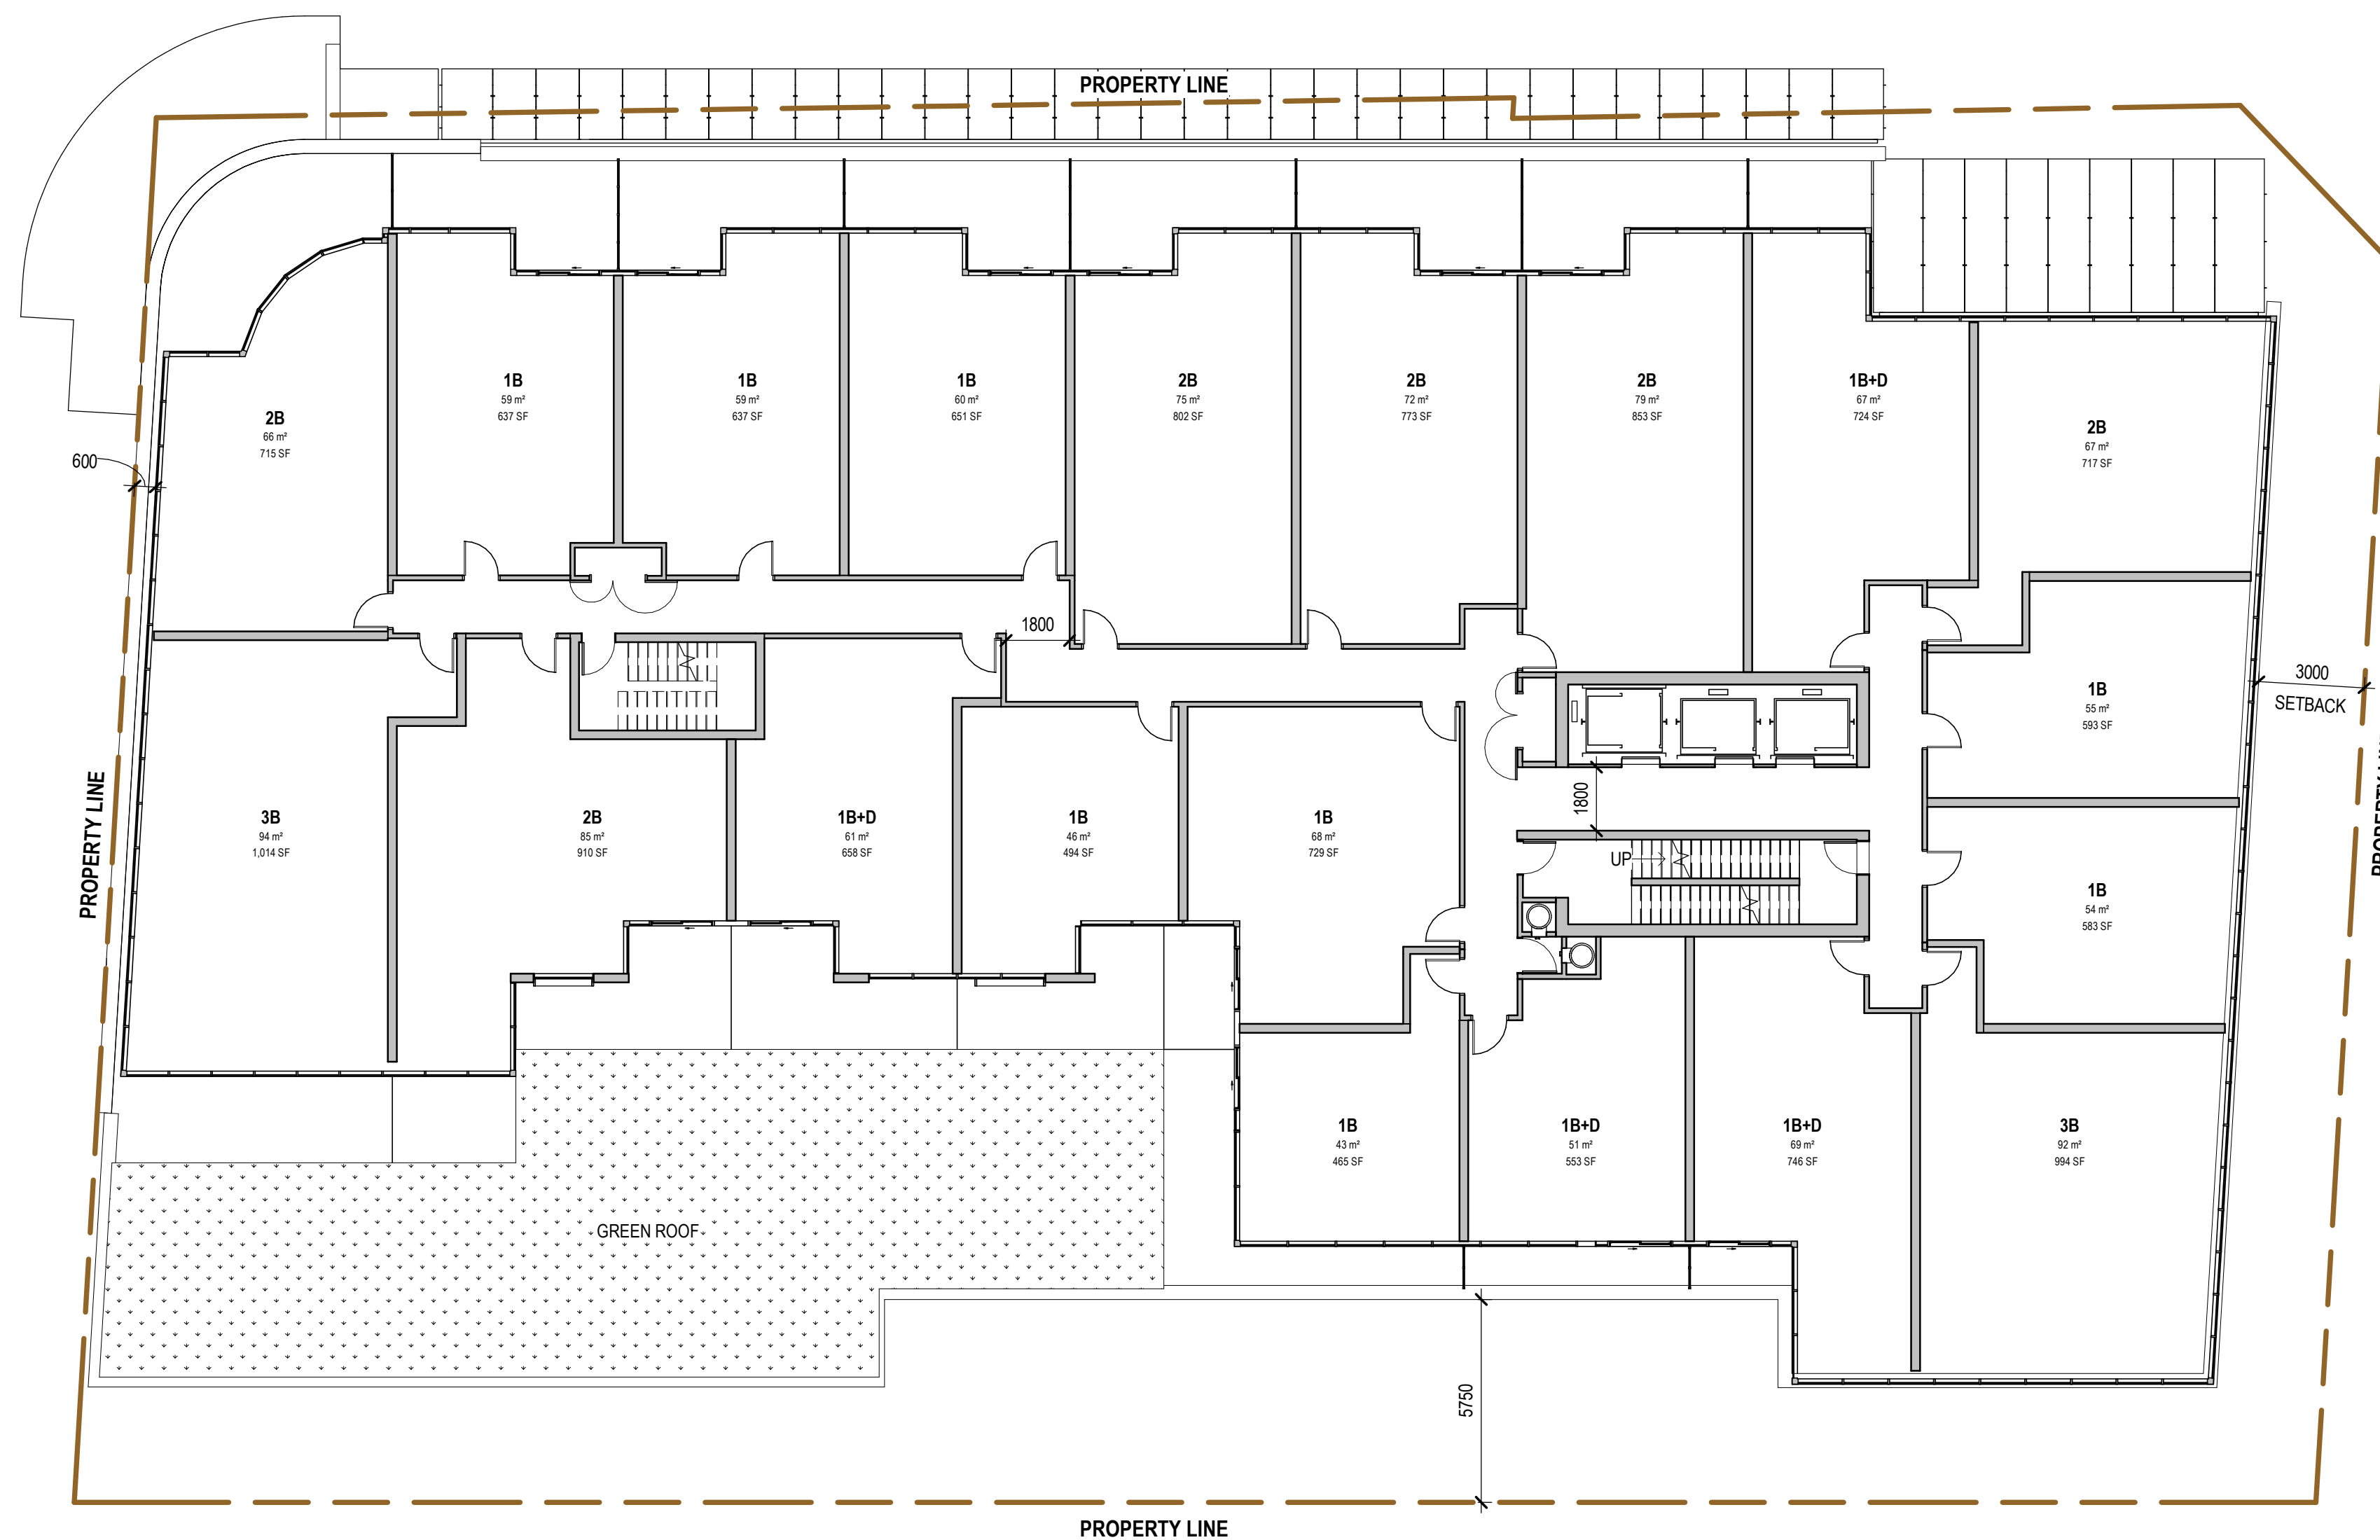 PROPERTY LINE
1B
59 m²
637 SF
1B
59 m²
637 SF
1B
60 m²
651 SF
2B
75 m²
802 SF
2B
72 m²
773 SF
2B
79 m²
853 SF
1B+D
67 m²
724 SF
2B
66 m²
715 SF
2B
67 m²
717 SF
600
1800
3000
SETBACK
1B
55 m²
593 SF
PROPERTY LINE
3B
94 m²
1,014 SF
2B
85 m²
910 SF
1B+D
61 m²
658 SF
1B
46 m²
494 SF
1B
68 m²
729 SF
1800
UP
1B
54 m²
583 SF
PROPERTY LINE
1B
43 m²
465 SF
1B+D
51 m²
553 SF
1B+D
69 m²
746 SF
3B
92 m²
994 SF
GREEN ROOF
5750
PROPERTY LINE